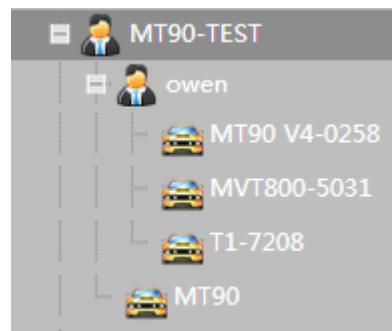 MT90-TEST
owen
MT90 V4-0258
MVT800-5031
T1-7208
MT90